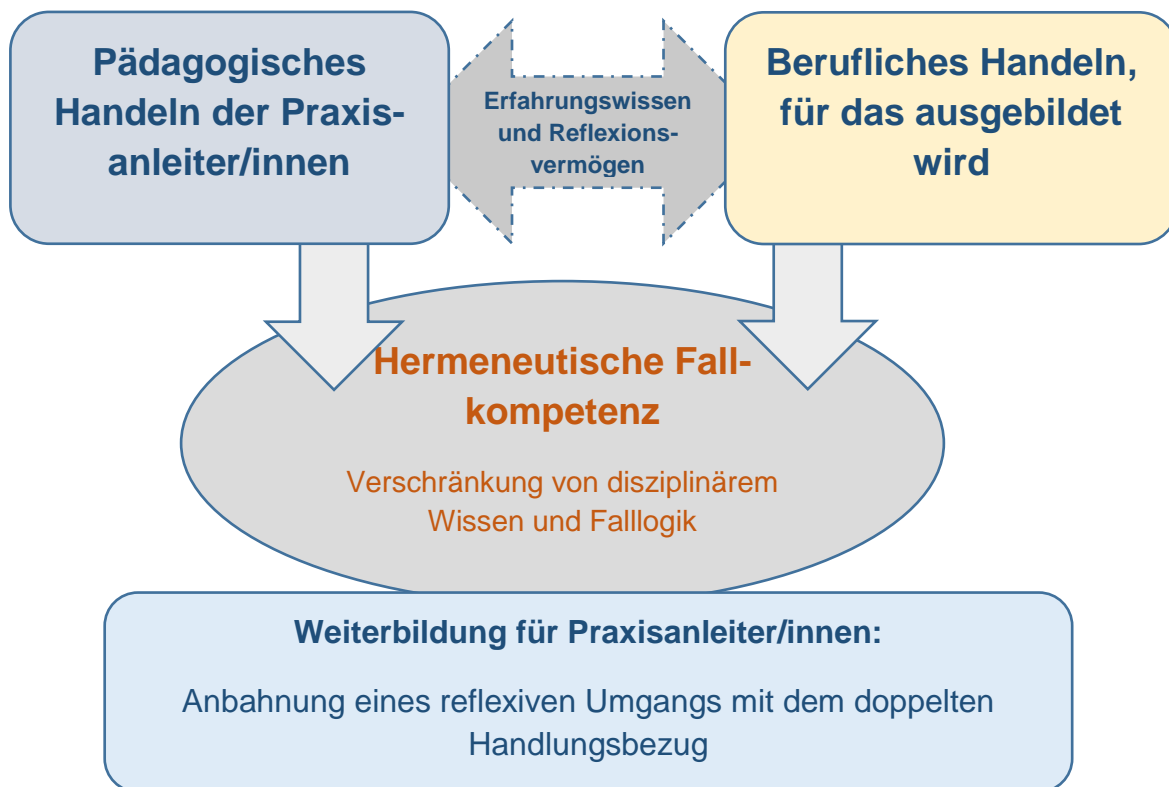 Pädagogisches
Handeln der Praxis-
anleiter/innen
Erfahrungswissen
und Reflexions-
vermögen
Berufliches Handeln,
für das ausgebildet
wird
Hermeneutische Fall-
kompetenz
Verschränkung von disziplinärem
Wissen und Falllogik
Weiterbildung für Praxisanleiter/innen:
Anbahnung eines reflexiven Umgangs mit dem doppelten
Handlungsbezug